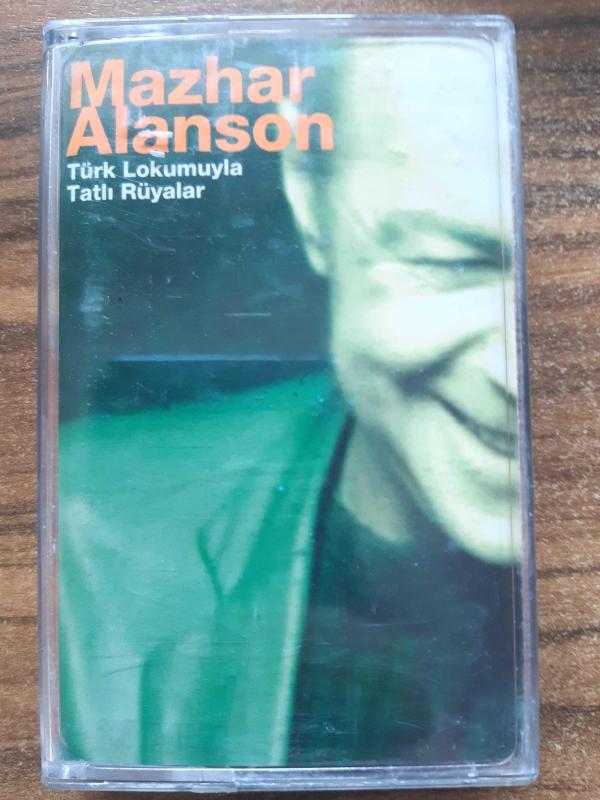 Mazhar
Alanson
Türk Lokumuyla
Tatlı Rüyalar